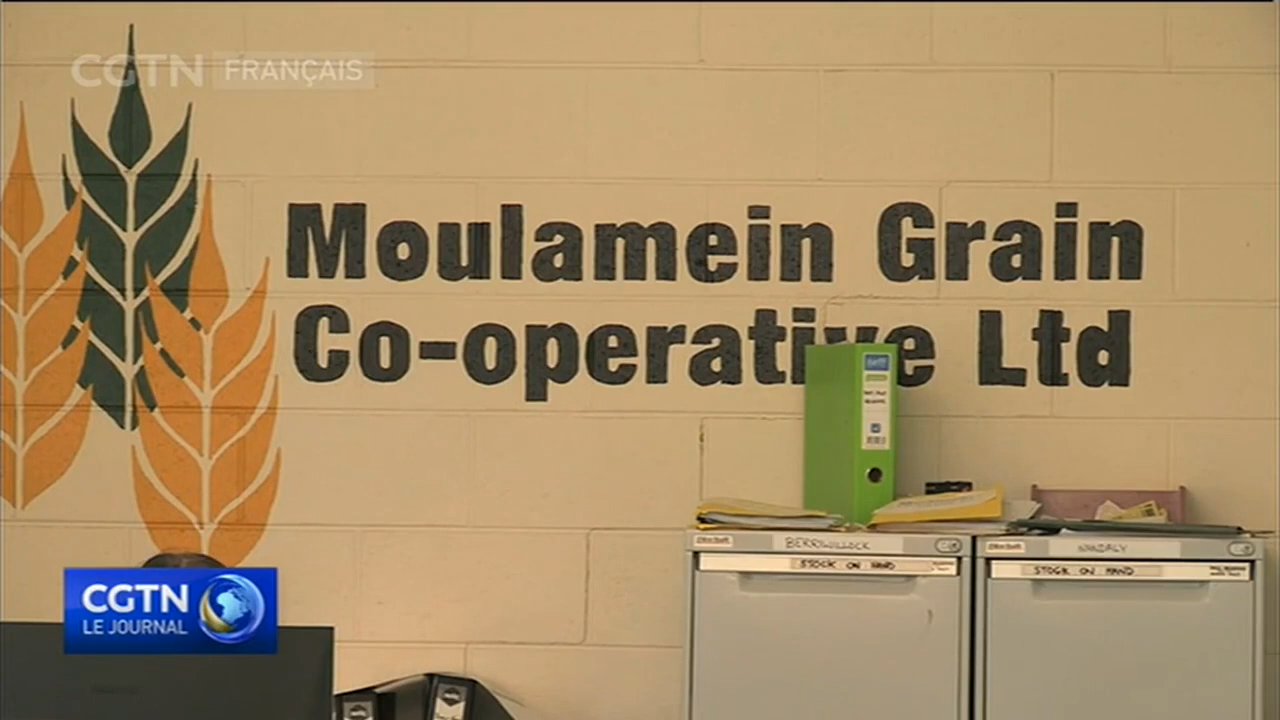 CGTN FRANÇAIS
Moulamein Grain
Co-operative Ltd
BERRIWILLOCK
STOCK ON HAND
STOCK ON HAND
CGTN
LE JOURNAL